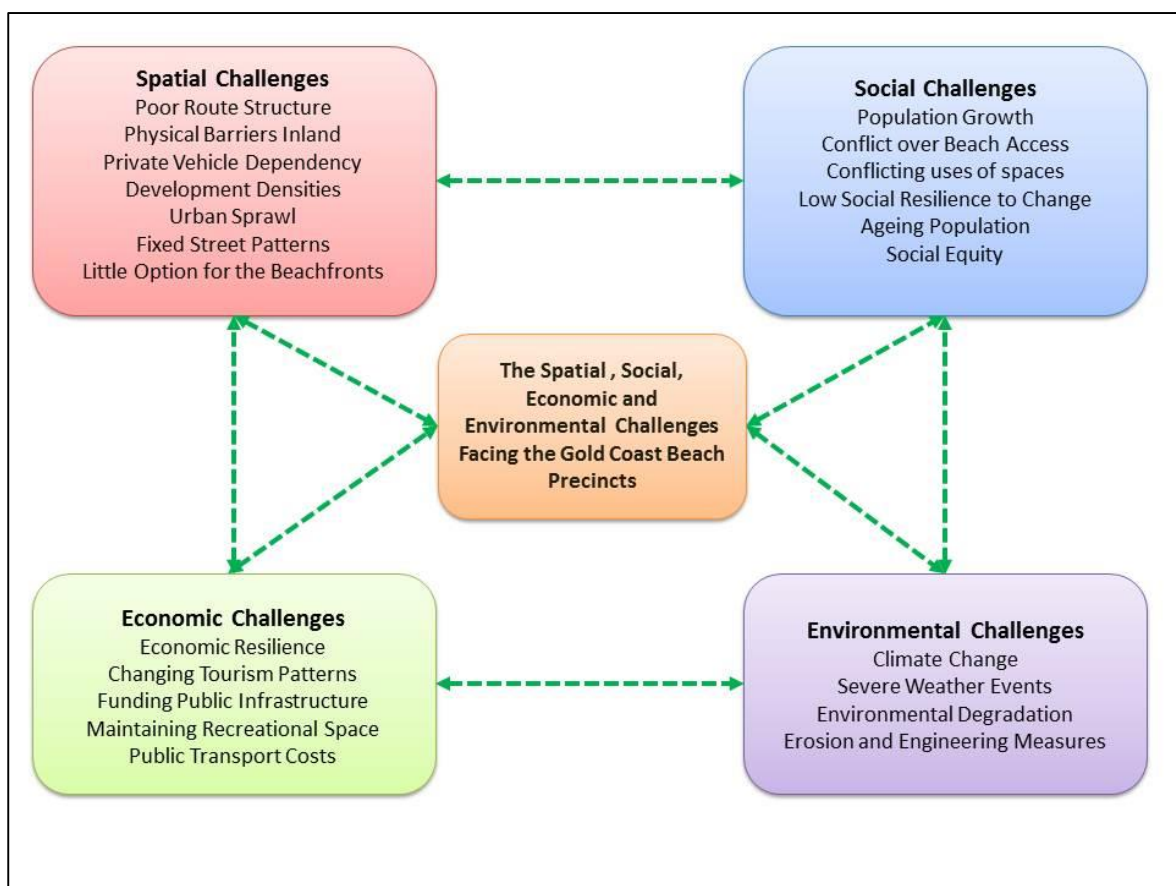 Spatial Challenges
Poor Route Structure
Physical Barriers Inland
Private Vehicle Dependency
Development Densities
Urban Sprawl
Fixed Street Patterns
Little Option for the Beachfronts
Social Challenges
Population Growth
Conflict over Beach Access
Conflicting uses of spaces
Low Social Resilience to Change
Ageing Population
Social Equity
The Spatial , Social,
Economic and
Environmental Challenges
Facing the Gold Coast Beach
Precincts
Economic Challenges
Economic Resilience
Changing Tourism Patterns
Funding Public Infrastructure
Maintaining Recreational Space
Public Transport Costs
Environmental Challenges
Climate Change
Severe Weather Events
Environmental Degradation
Erosion and Engineering Measures